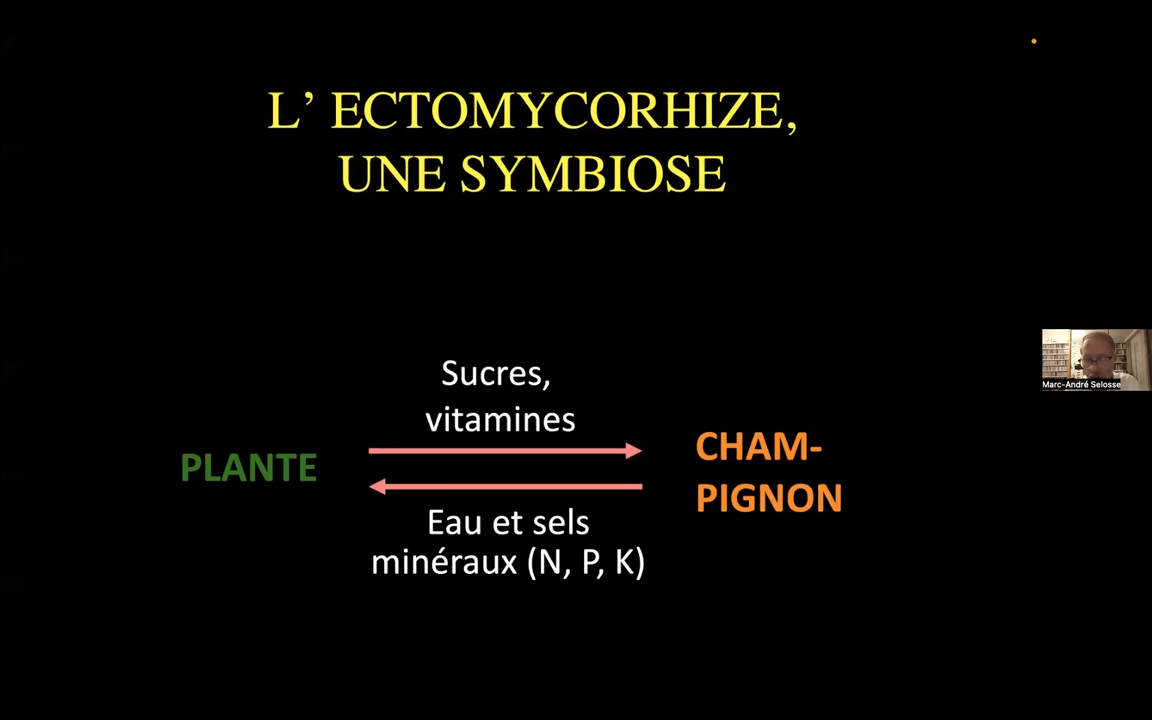 L’ ECTOMYCORHIZE,
UNE SYMBIOSE
Sucres,
vitamines
PLANTE
CHAM-
PIGNON
Eau et sels
minéraux (N, P, K)
Marc-André Selosse